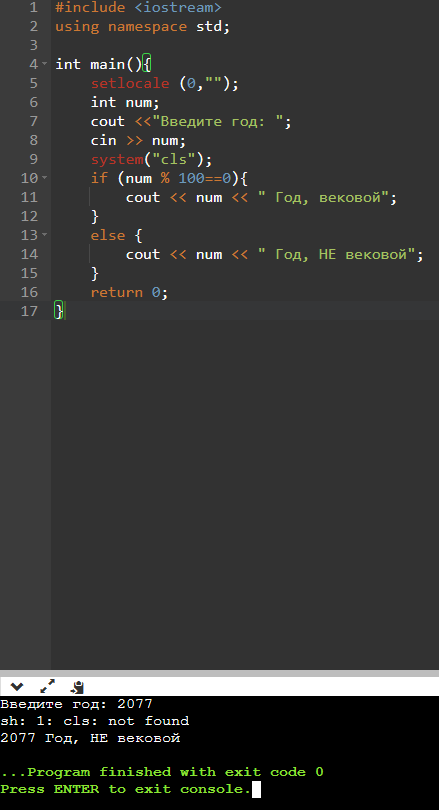 1 #include <iostream>
2 using namespace std;
3
4 int main(){
5 setlocale (0,"");
6 int num;
7 cout <<"Введите год: ";
8 cin >> num;
9 system("cls");
10 if (num % 100==0){
11 cout << num << " Год, вековой";
12 }
13 else {
14 cout << num << " Год, НЕ вековой";
15 }
16 return 0;
17 }
Введите год: 2077
sh: 1: cls: not found
2077 Год, НЕ вековой
...Program finished with exit code 0
Press ENTER to exit console.